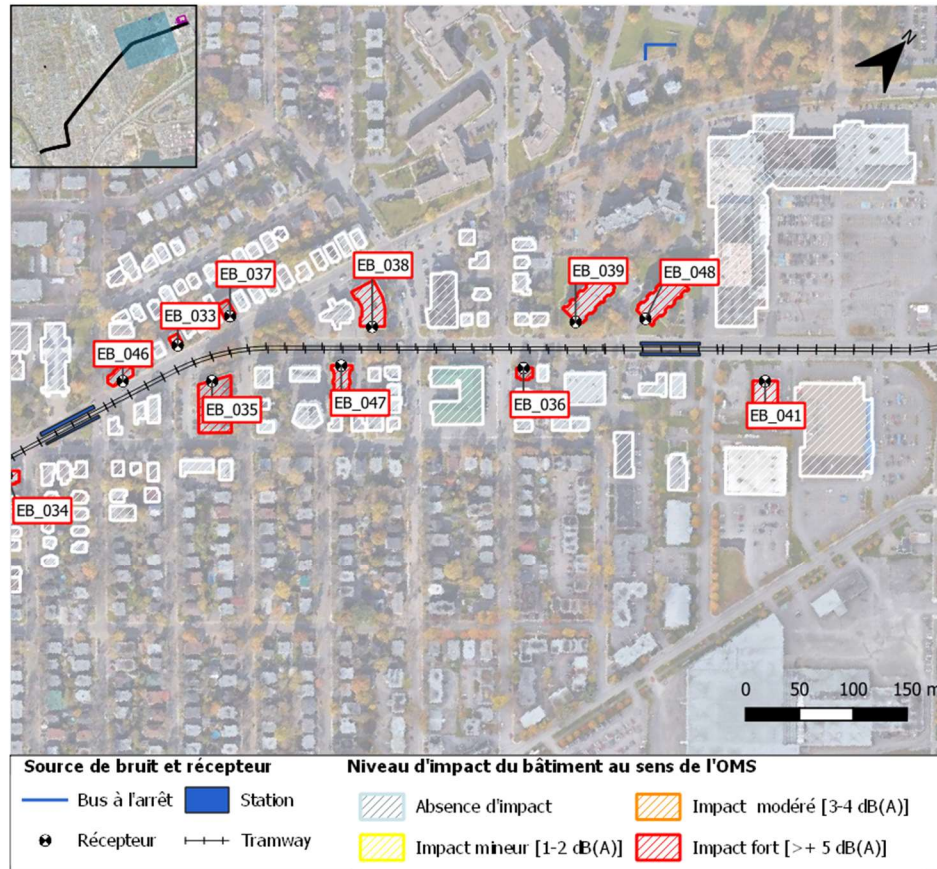 N
EB_037
EB_038
EB_039
EB_048
EB_033
EB_046
EB_035
EB_047
EB_036
EB_041
EB_034
0 50 100 150 m
Source de bruit et récepteur
Niveau d'impact du bâtiment au sens de l'OMS
Bus à l'arrêt
Station
Absence d'impact
Impact modéré [3-4 dB(A)]
Récepteur
Tramway
Impact mineur [1-2 dB(A)]
Impact fort [>+ 5 dB(A)]